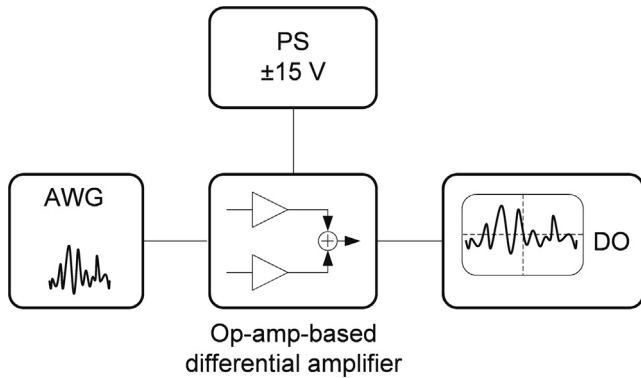 PS
±15 V
AWG
DO
Op-amp-based
differential amplifier